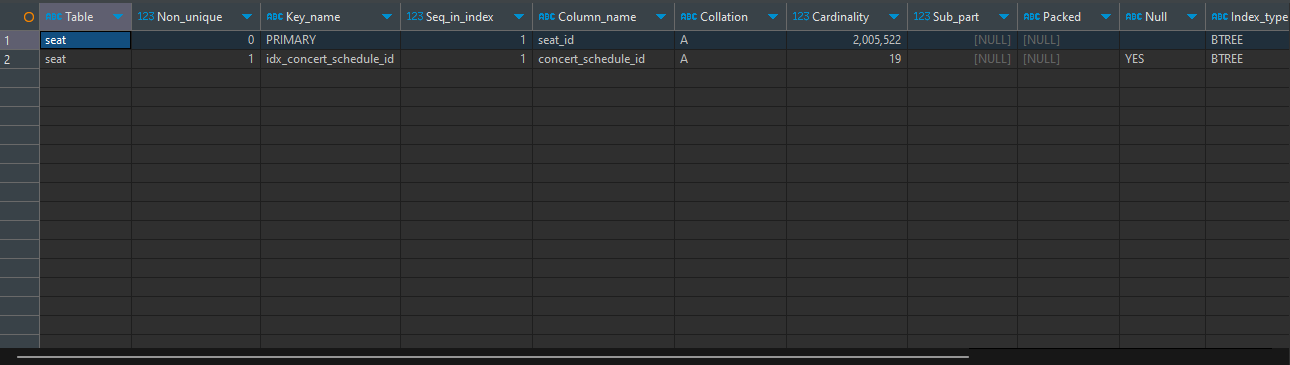 ABC Table 123 Non_unique ABC Key_name 123 Seq_in_index ABC Column_name ABC Collation 123 Cardinality ABC Sub_part ABC Packed ABC Null ABC Index_type
1 seat 0 PRIMARY 1 seat_id A 2,005,522 [NULL] [NULL] BTREE
2 seat 1 idx_concert_schedule_id 1 concert_schedule_id A 19 [NULL] [NULL] YES BTREE